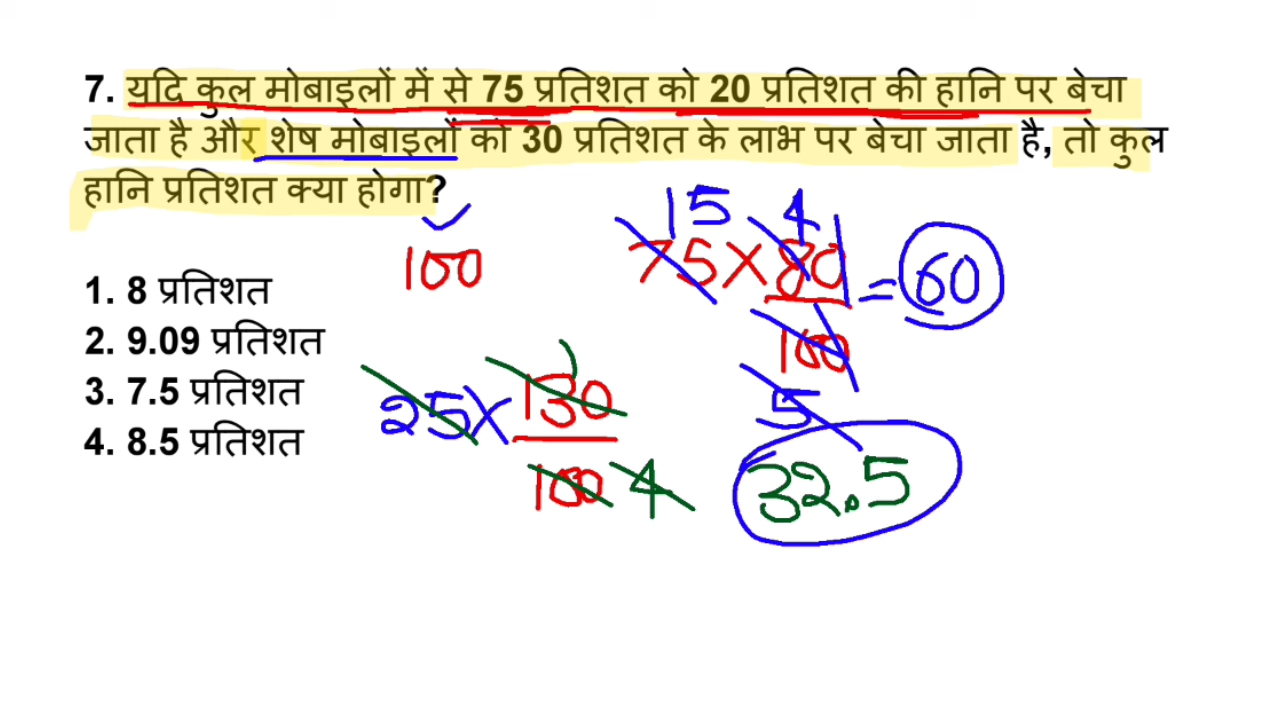 7. यदि कुल मोबाइलों में से 75 प्रतिशत को 20 प्रतिशत की हानि पर बेचा
जाता है और शेष मोबाइलों को 30 प्रतिशत के लाभ पर बेचा जाता है, तो कुल
हानि प्रतिशत क्या होगा?
100
15 4
75 × 80 = 60
100
5
1. 8 प्रतिशत
2. 9.09 प्रतिशत
3. 7.5 प्रतिशत
4. 8.5 प्रतिशत
25 × 130
100 4
32.5